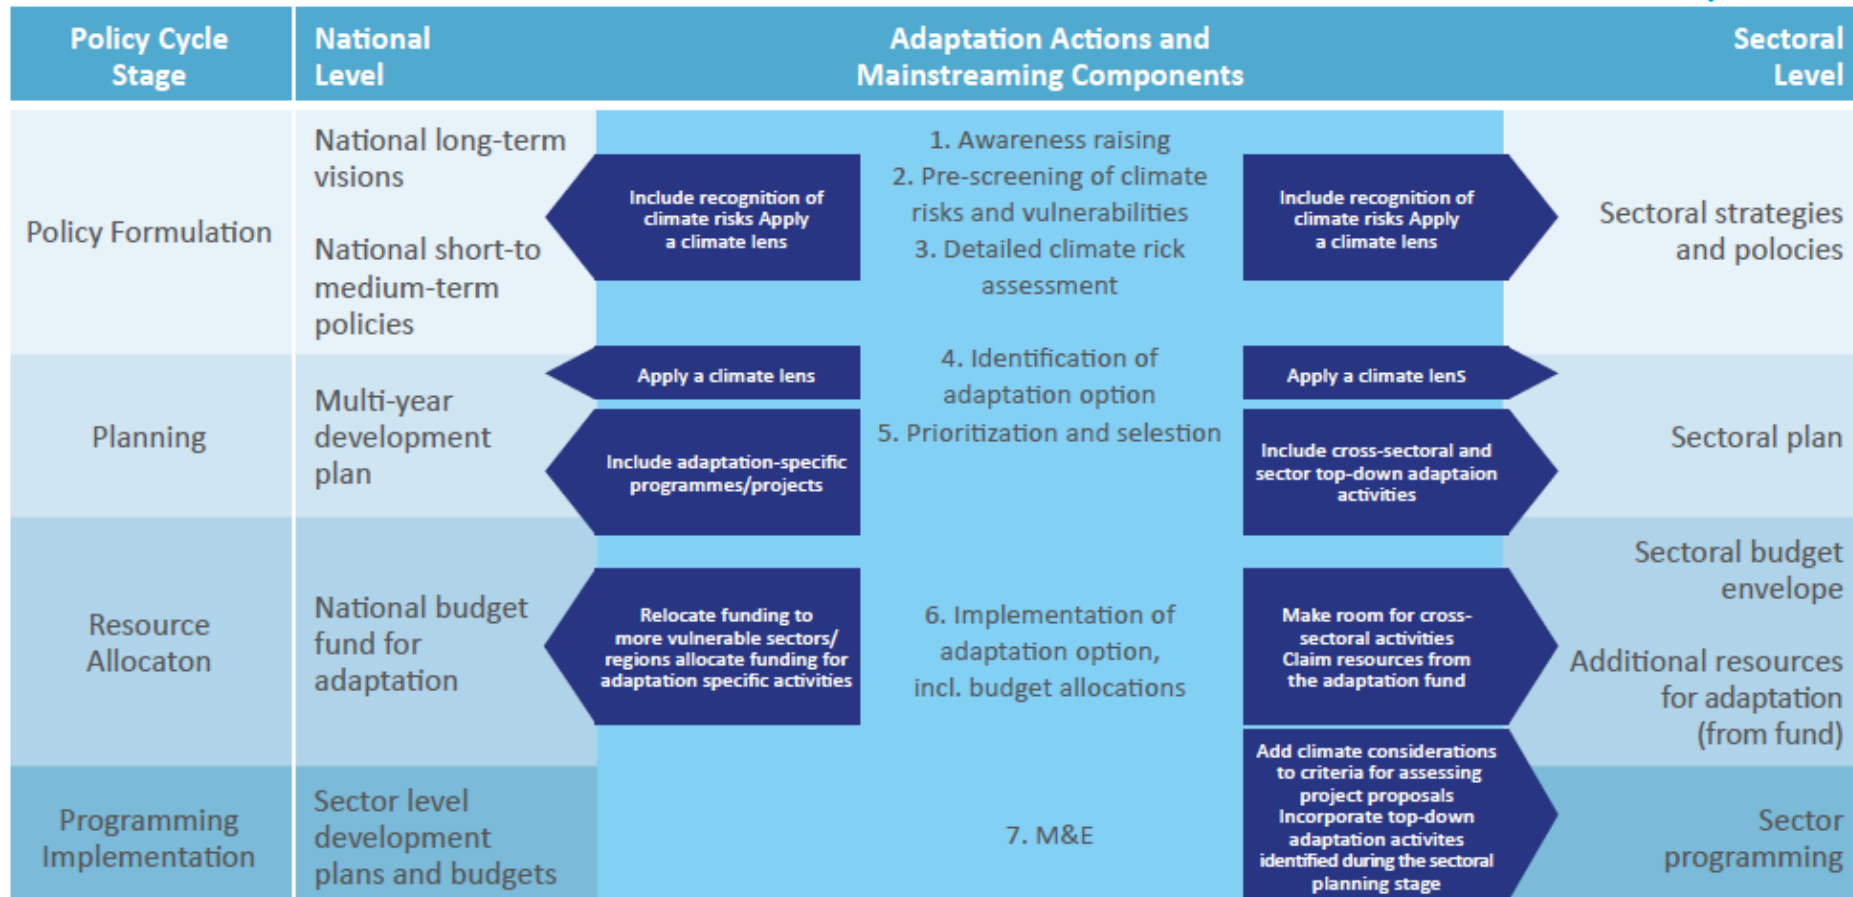 Policy Cycle
Stage
National
Level
Adaptation Actions and
Mainstreaming Components
Sectoral
Level
Policy Formulation
National long-term
visions
National short-to
medium-term
policies
Include recognition of
climate risks Apply
a climate lens
1. Awareness raising
2. Pre-screening of climate
risks and vulnerabilities
3. Detailed climate rick
assessment
Include recognition of
climate risks Apply
a climate lens
Sectoral strategies
and polocies
Planning
Multi-year
development
plan
Apply a climate lens
Include adaptation-specific
programmes/projects
4. Identification of
adaptation option
5. Prioritization and selestion
Apply a climate lenS
Include cross-sectoral and
sector top-down adaptaion
activities
Sectoral plan
Resource
Allocaton
National budget
fund for
adaptation
Relocate funding to
more vulnerable sectors/
regions allocate funding for
adaptation specific activities
6. Implementation of
adaptation option,
incl. budget allocations
Make room for cross-
sectoral activities
Claim resources from
the adaptation fund
Sectoral budget
envelope
Additional resources
for adaptation
(from fund)
Programming
Implementation
Sector level
development
plans and budgets
7. M&E
Add climate considerations
to criteria for assessing
project proposals
Incorporate top-down
adaptation activites
identified during the sectoral
planning stage
Sector
programming